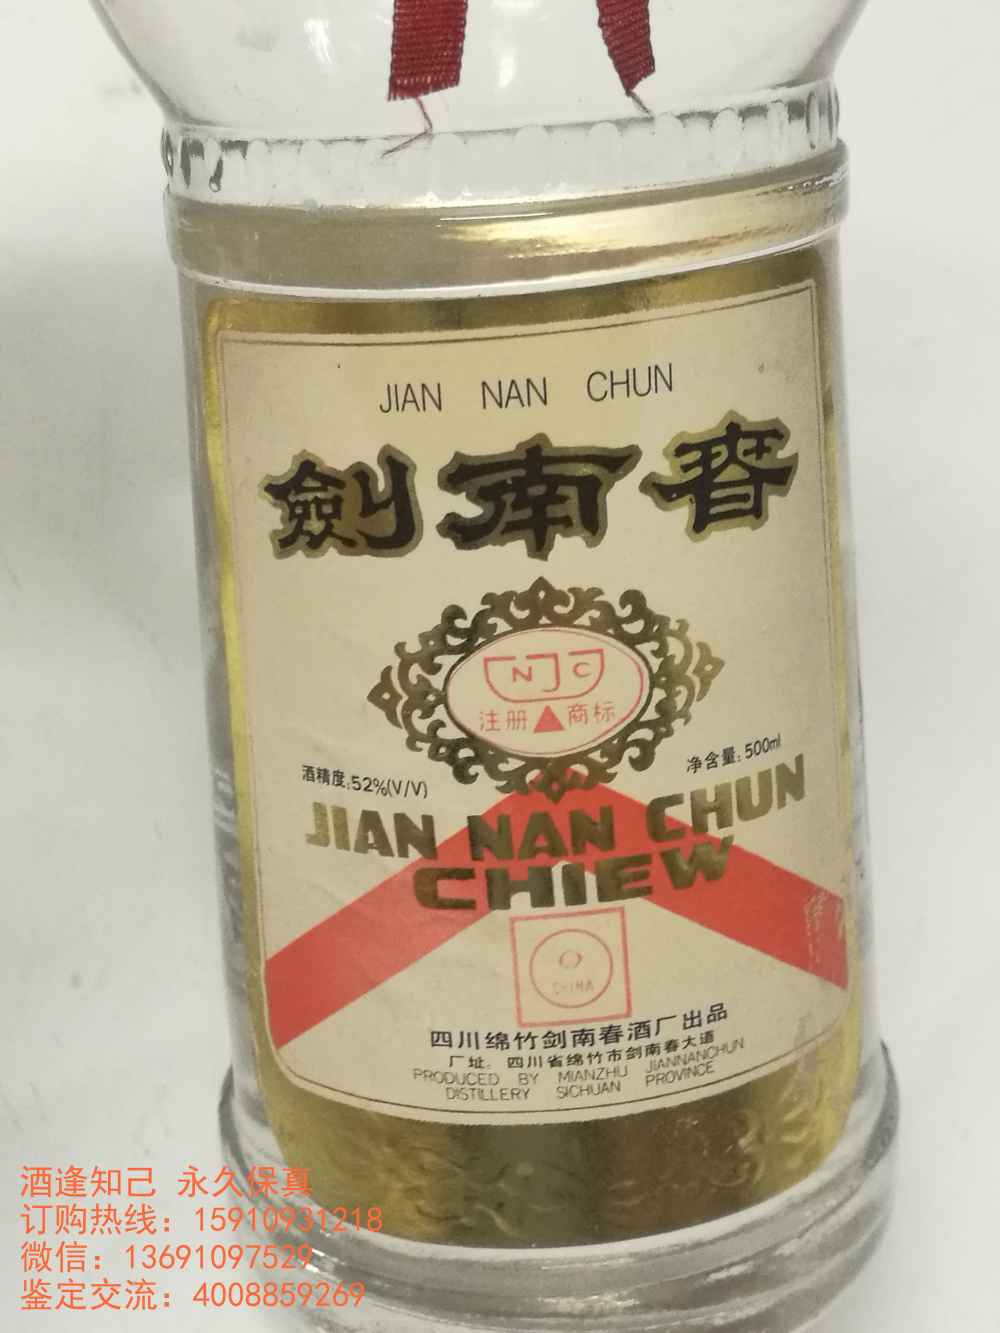 JIAN NAN CHUN
劍南春
NJC
注册 商标
酒精度:52%(V/V)
净含量:500ml
JIAN NAN CHUN
CHIEW
CHINA
四川绵竹剑南春酒厂出品
厂址: 四川省绵竹市剑南春大道
PRODUCED BY MIANZHU JIANNANCHUN
DISTILLERY SICHUAN PROVINCE
酒逢知己 永久保真
订购热线：15910931218
微信：13691097529
鉴定交流：4008859269